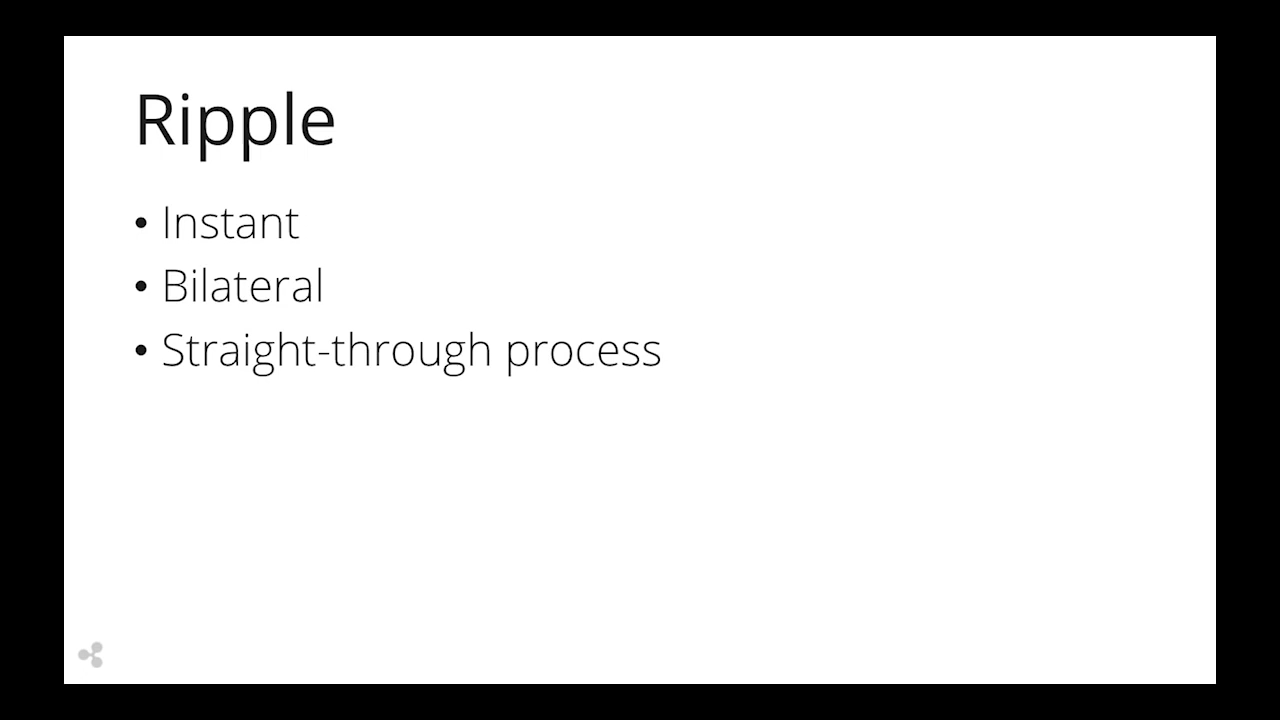 Ripple
• Instant
• Bilateral
• Straight-through process